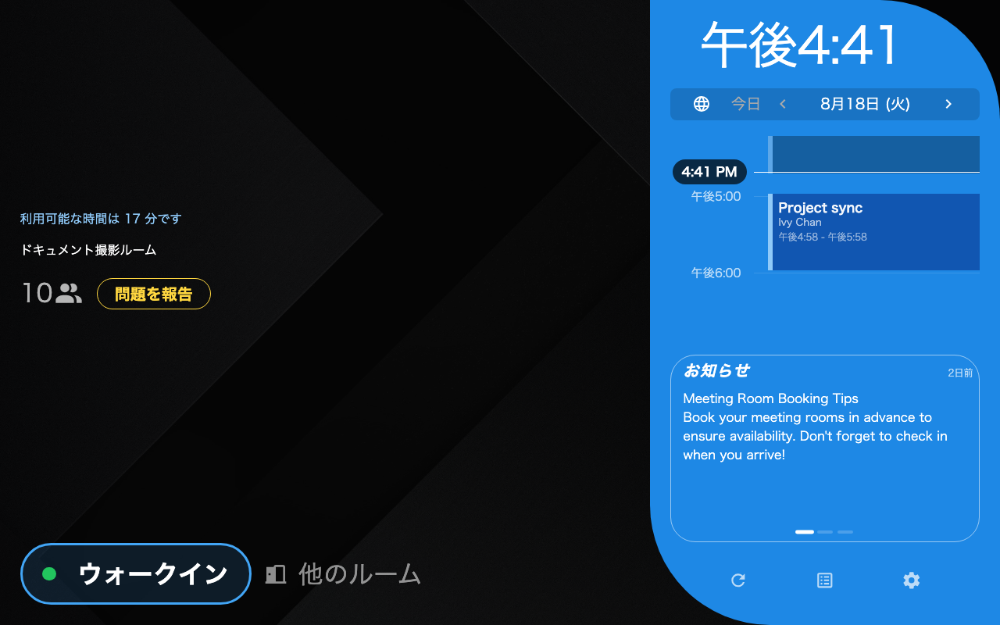 利用可能な時間は 17 分です
ドキュメント撮影ルーム
10
問題を報告
ウォークイン
他のルーム
午後4:41
今日
8月18日 (火)
4:41 PM
午後5:00
Project sync
Ivy Chan
午後4:58 - 午後5:58
午後6:00
お知らせ
2日前
Meeting Room Booking Tips
Book your meeting rooms in advance to
ensure availability. Don't forget to check in
when you arrive!